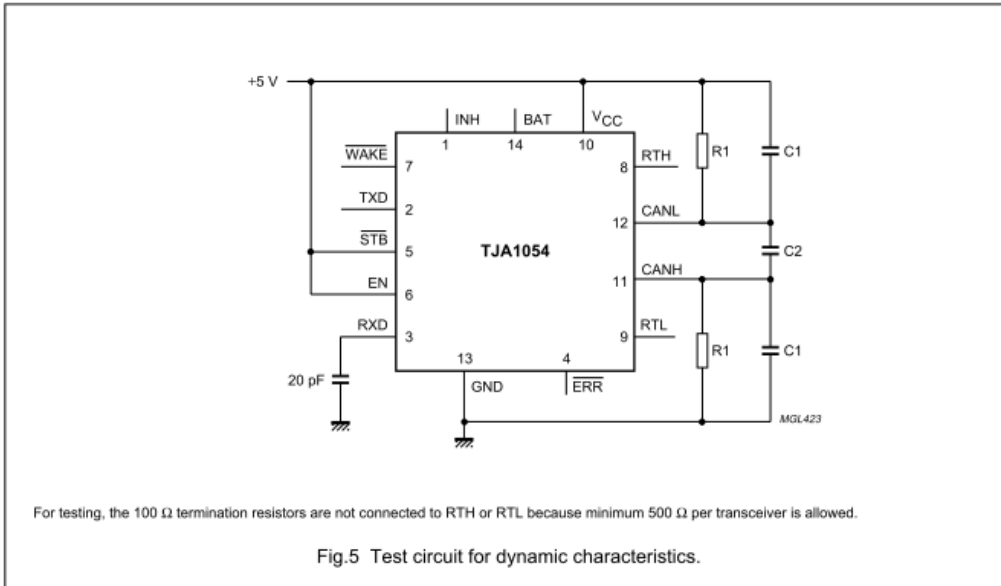 +5 V
INH
BAT
VCC
1
14
10
WAKE
7
RTH
8
R1
C1
TXD
2
CANL
12
STB
5
TJA1054
C2
EN
6
CANH
11
RXD
3
RTL
9
R1
C1
20 pF
13
4
GND
ERR
MGL423
For testing, the 100 Ω termination resistors are not connected to RTH or RTL because minimum 500 Ω per transceiver is allowed.
Fig.5 Test circuit for dynamic characteristics.